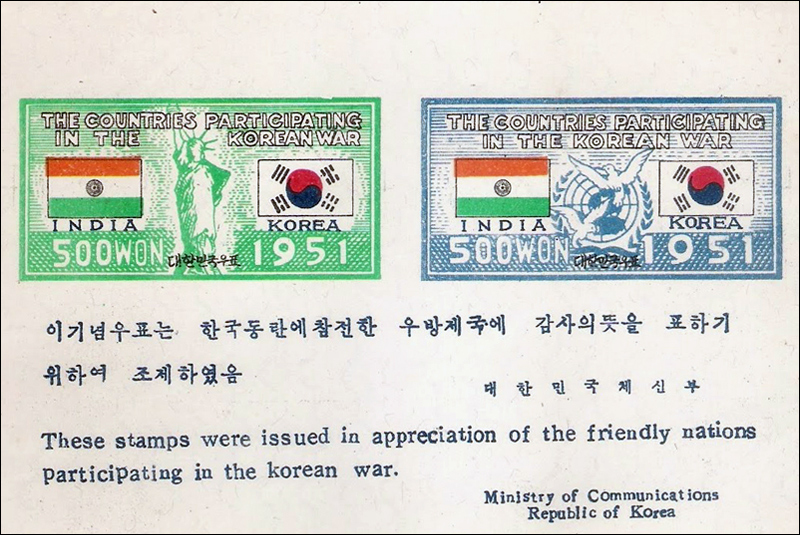 THE COUNTRIES PARTICIPATING
IN THE KOREAN WAR
INDIA
KOREA
500WON 1951
대한민국우표
THE COUNTRIES PARTICIPATING
IN THE KOREAN WAR
INDIA
KOREA
500WON 1951
대한민국우표
이기념우표는 한국동란에참전한 우방제국에 감사의뜻을 표하기
위하여 조제하였음
대 한 민 국 체 신 부
These stamps were issued in appreciation of the friendly nations
participating in the korean war.
Ministry of Communications
Republic of Korea